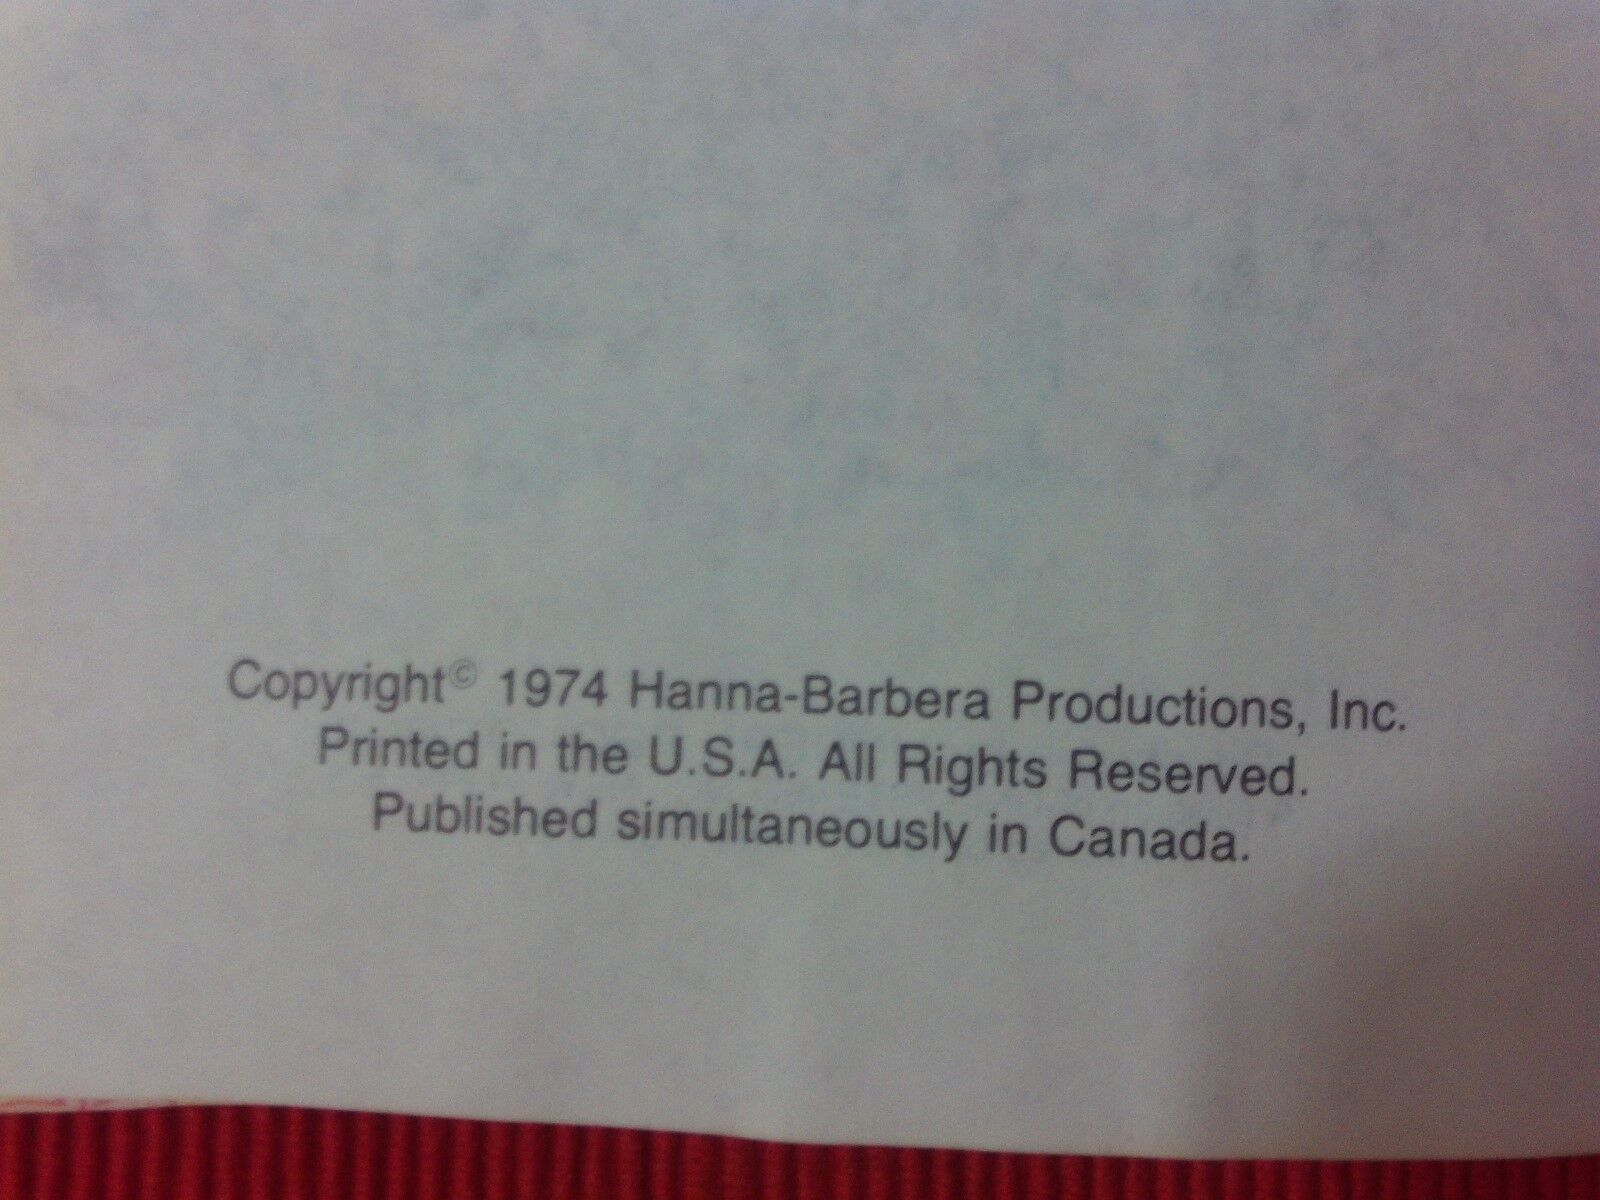 Copyright© 1974 Hanna-Barbera Productions, Inc.
Printed in the U.S.A. All Rights Reserved.
Published simultaneously in Canada.